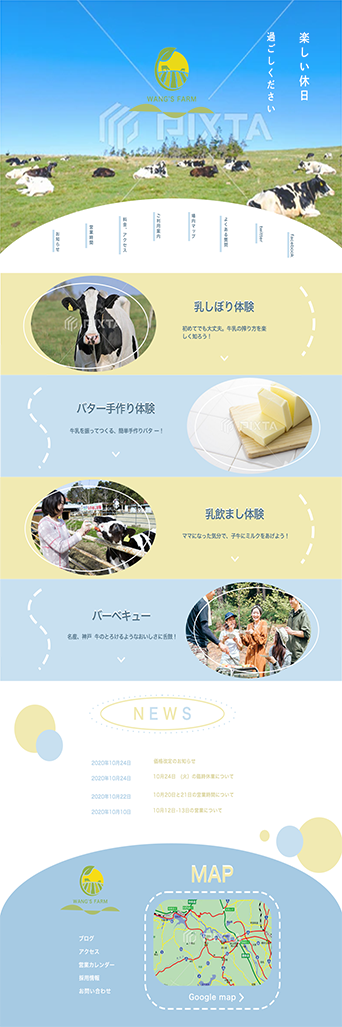 楽しい休日
過ごしください
WANG'S FARM
PIXTA
お知らせ
営業時間
料金、アクセス
ご利用案内
場内マップ
よくある質問
twitter
Facebook
乳しぼり体験
初めてでも大丈夫。牛乳の搾り方を楽
しく知ろう！
PIXTA
バター手作り体験
牛乳を振ってつくる、簡単手作りバター！
PIXTA
乳飲まし体験
ママになった気分で、子牛にミルクをあげよう！
バーベキュー
名産、神戸 牛のとろけるようなおいしさに舌鼓！
NEWS
2020年10月24日 価格改定のお知らせ
2020年10月24日 10月24日 （火）の最終作業について
2020年10月22日 10月20日と21日の営業時間について
2020年10月10日 10月12日-13日の営業について
WANG'S FARM
MAP
ブログ
アクセス
営業カレンダー
採用情報
お問い合わせ
Google map